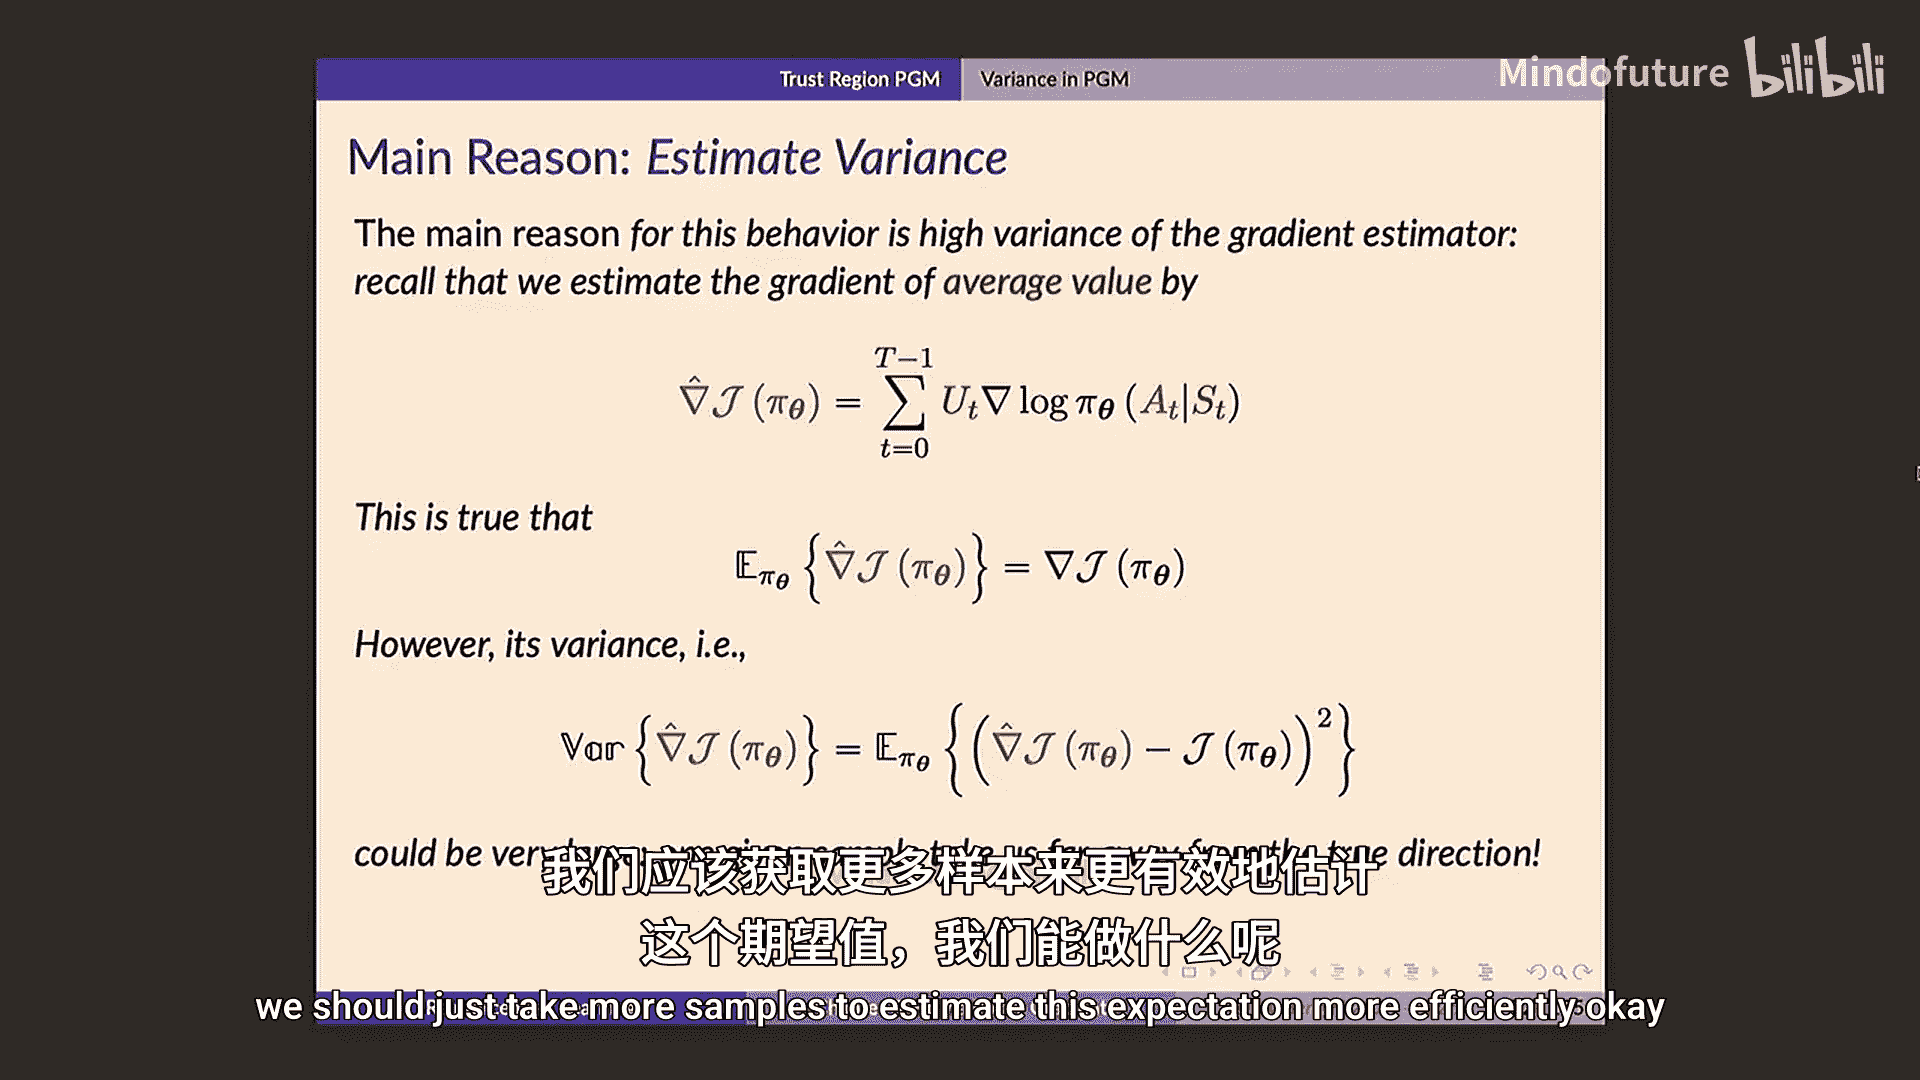 Trust Region PGM
Variance in PGM
Mindofuture bilibili
Main Reason: Estimate Variance
The main reason for this behavior is high variance of the gradient estimator:
recall that we estimate the gradient of average value by
∇̂𝒥(π_θ) = ∑_{t=0}^{T−1} U_t ∇ log π_θ (A_t|S_t)
This is true that
𝔼_{π_θ} {∇̂𝒥(π_θ)} = ∇𝒥(π_θ)
However, its variance, i.e.,
𝕍ar {∇̂𝒥(π_θ)} = 𝔼_{π_θ} {(∇̂𝒥(π_θ) − 𝒥(π_θ))²}
could be very direction!
我们应该获取更多样本来更有效地估计
这个期望值，我们能做什么呢
we should just take more samples to estimate this expectation more efficiently okay